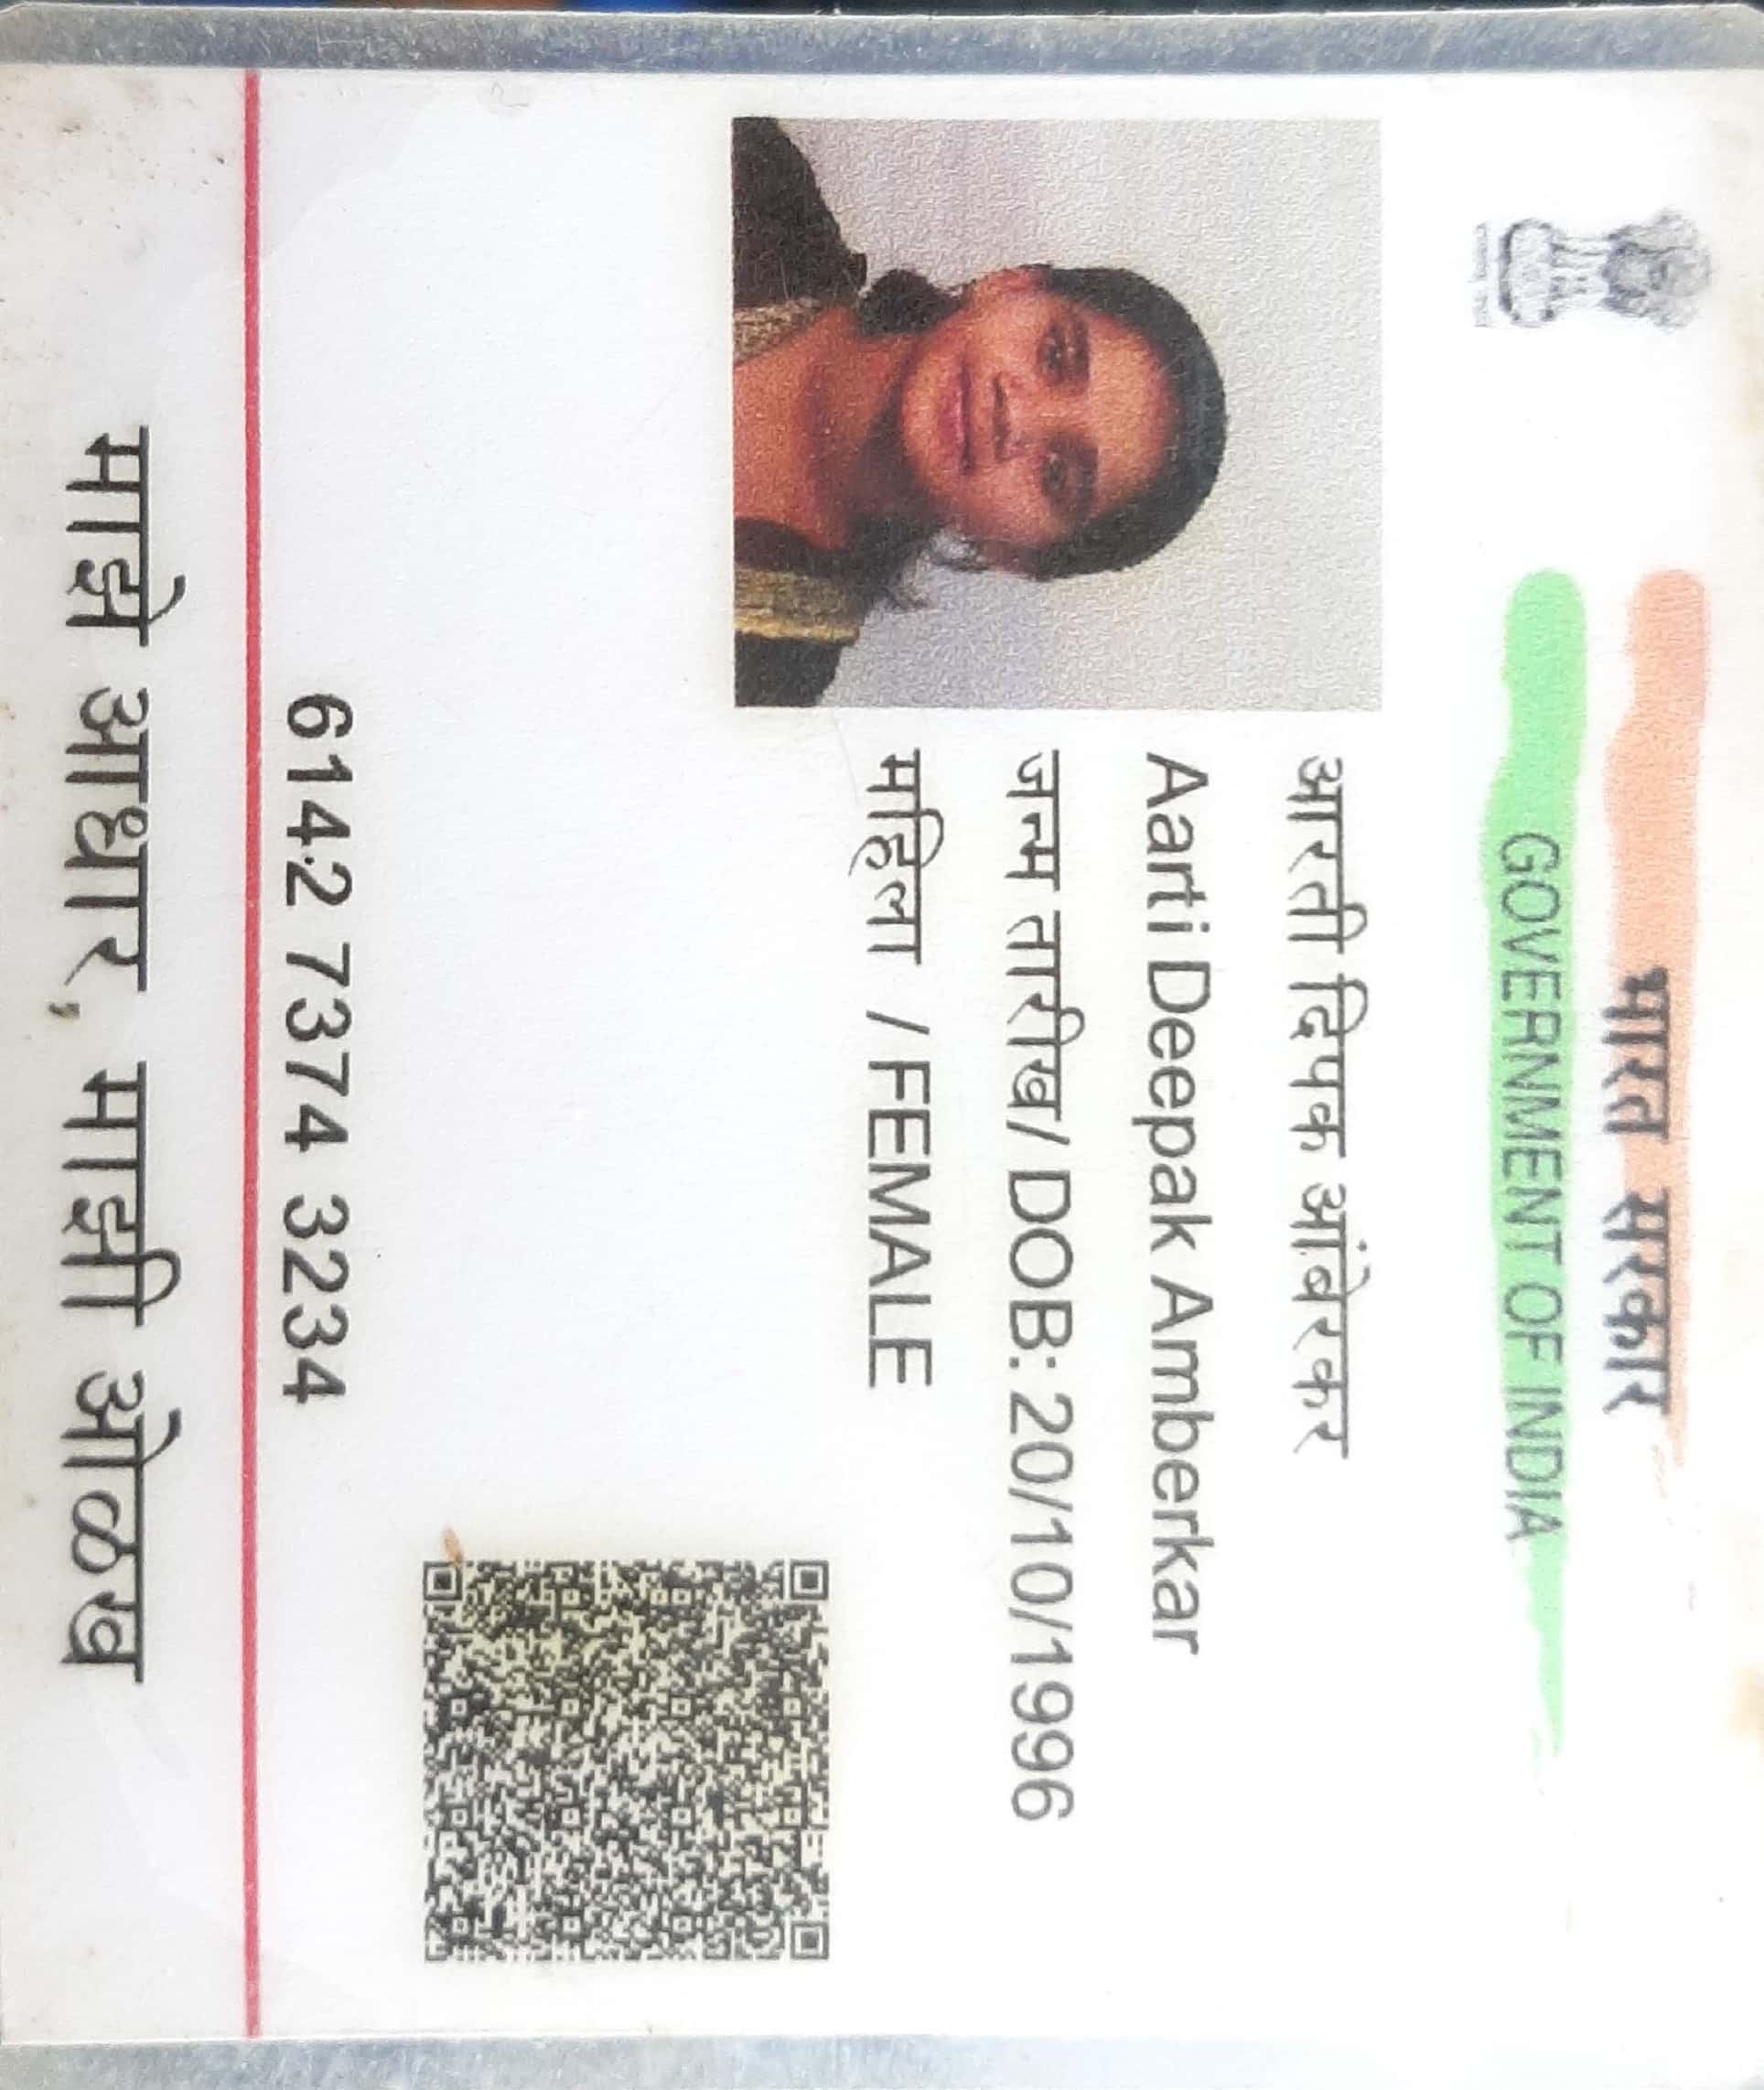 भारत सरकार
GOVERNMENT OF INDIA
आरती दिपक आंबेरकर
Aarti Deepak Amberkar
जन्म तारीख/ DOB: 20/10/1996
महिला / FEMALE
6142 7374 3234
माझे आधार, माझी ओळख